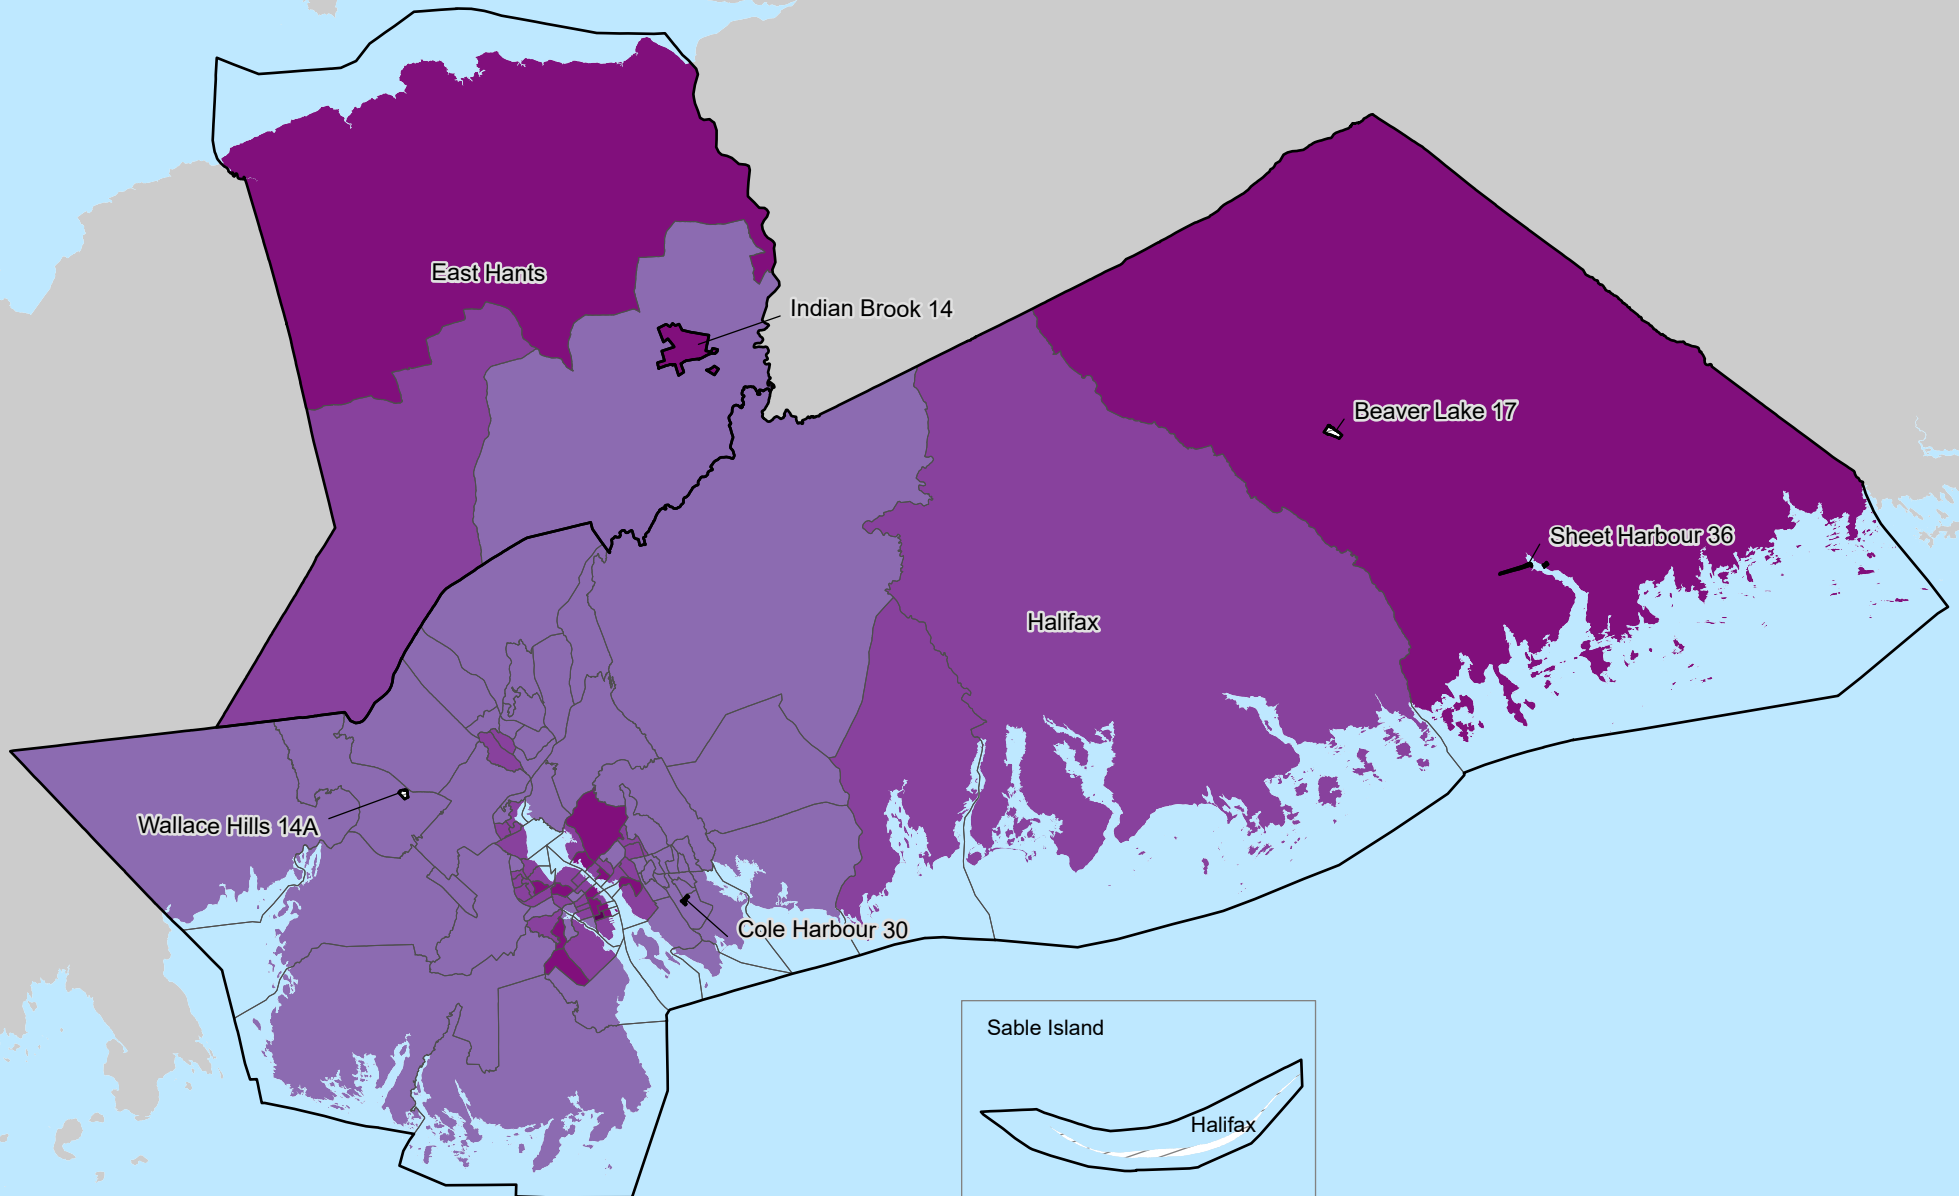 East Hants
Indian Brook 14
Beaver Lake 17
Sheet Harbour 36
Halifax
Wallace Hills 14A
Cole Harbour 30
Sable Island
Halifax